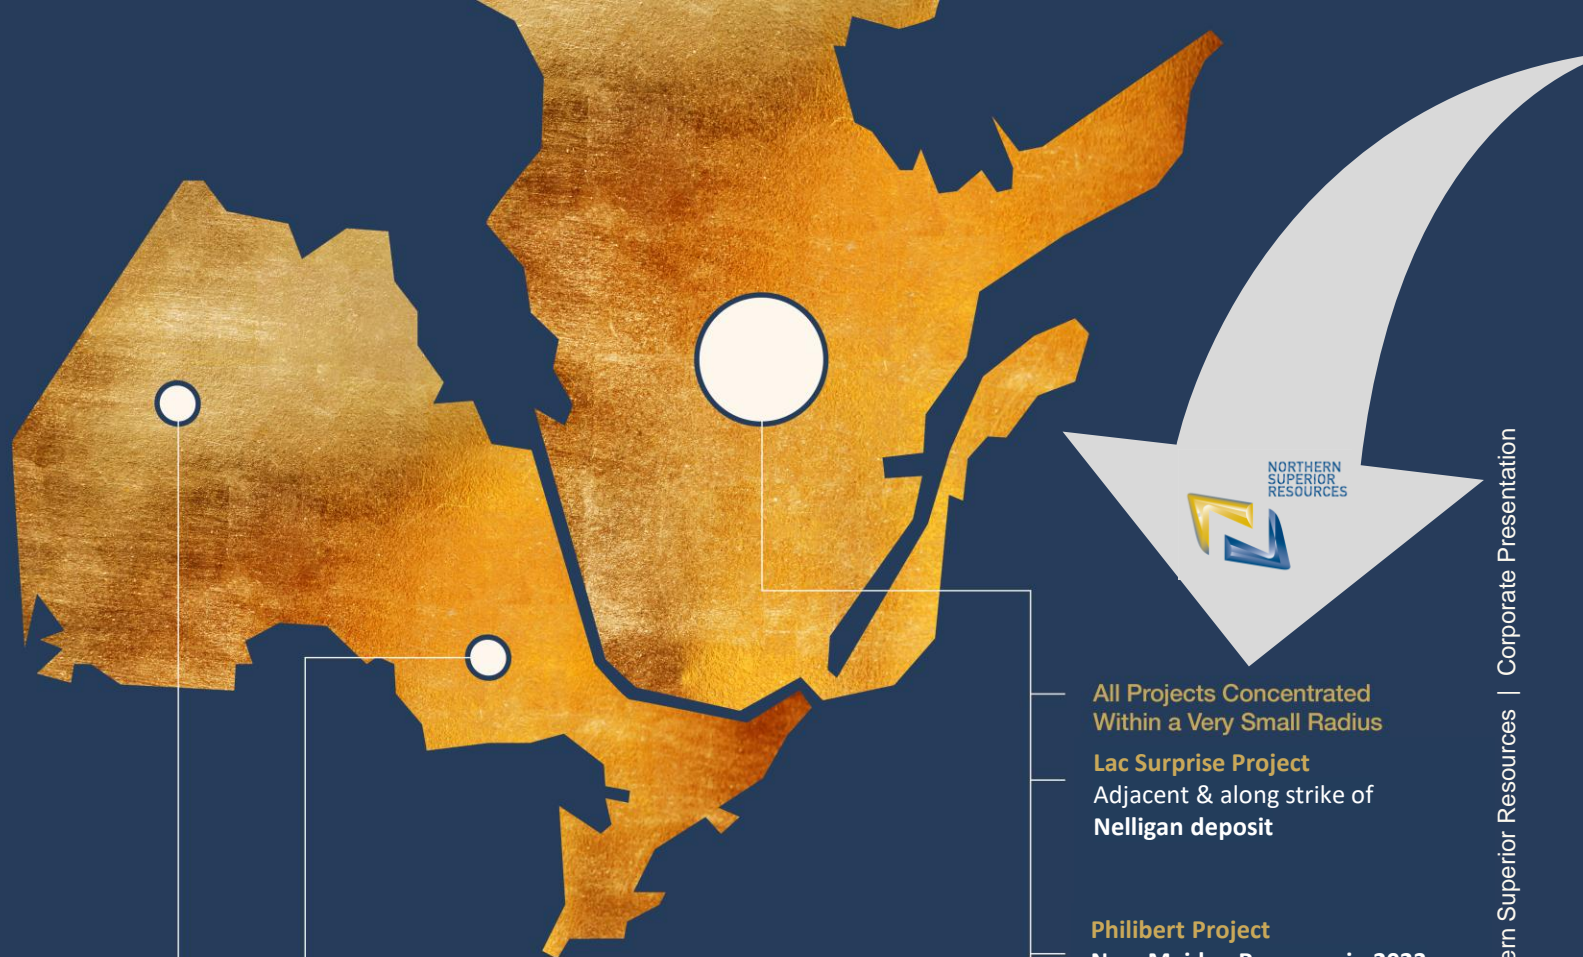 NORTHERN
SUPERIOR
RESOURCES
All Projects Concentrated
Within a Very Small Radius
Lac Surprise Project
Adjacent & along strike of
Nelligan deposit
Philibert Project
Superior Resources | Corporate Presentation